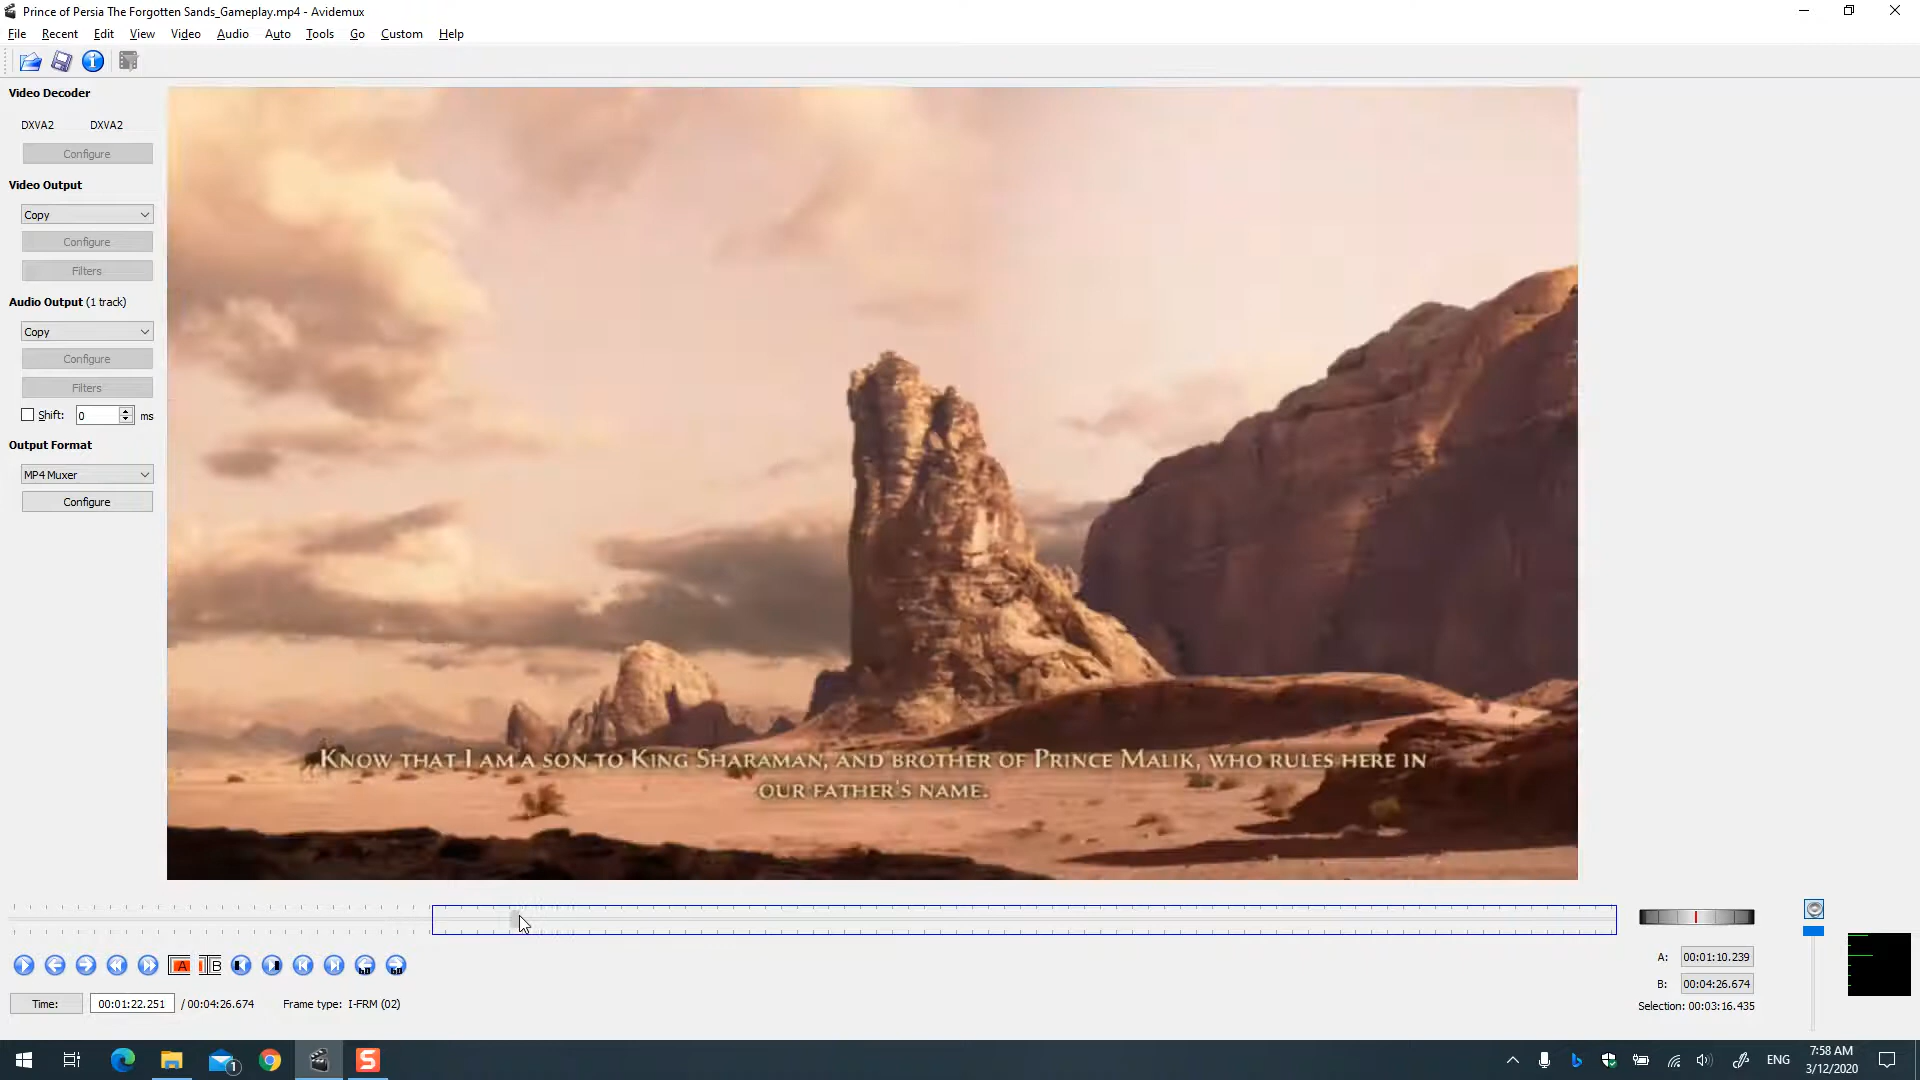 Prince of Persia The Forgotten Sands_Gameplay.mp4 - Avidemux
File Recent Edit View Video Audio Auto Tools Go Custom Help
Video Decoder
DXVA2 DXVA2
Configure
Video Output
Copy
Configure
Filters
Audio Output (1 track)
Copy
Configure
Filters
Shift: 0 ms
Output Format
MP4 Muxer
Configure
KNOW THAT I AM A SON TO KING SHARAMAN, AND BROTHER OF PRINCE MALIK, WHO RULES HERE IN
OUR FATHER'S NAME.
A B 60 60
Time: 00:01:22.251 / 00:04:26.674 Frame type: I-FRM (02)
A: 00:01:10.239
B: 00:04:26.674
Selection: 00:03:16.435
1 S ENG 7:58 AM
3/12/2020